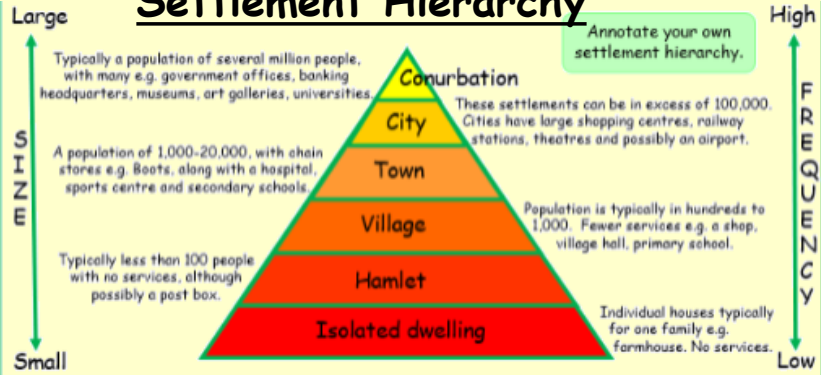 Settlement Hierarchy
Large
High
Annotate your own
settlement hierarchy.
Typically a population of several million people,
with many e.g. government offices, banking
headquarters, museums, art galleries, universities.
Conurbation
These settlements can be in excess of 100,000.
Cities have large shopping centres, railway
stations, theatres and possibly an airport.
City
A population of 1,000-20,000, with chain
stores e.g. Boots, along with a hospital,
sports centre and secondary schools.
Town
Village
Population is typically in hundreds to
1,000. Fewer services e.g. a shop,
village hall, primary school.
Typically less than 100 people
with no services, although
possibly a post box.
Hamlet
Isolated dwelling
Individual houses typically
for one family e.g.
farmhouse. No services.
SIZE
FREQUENCY
Small
Low